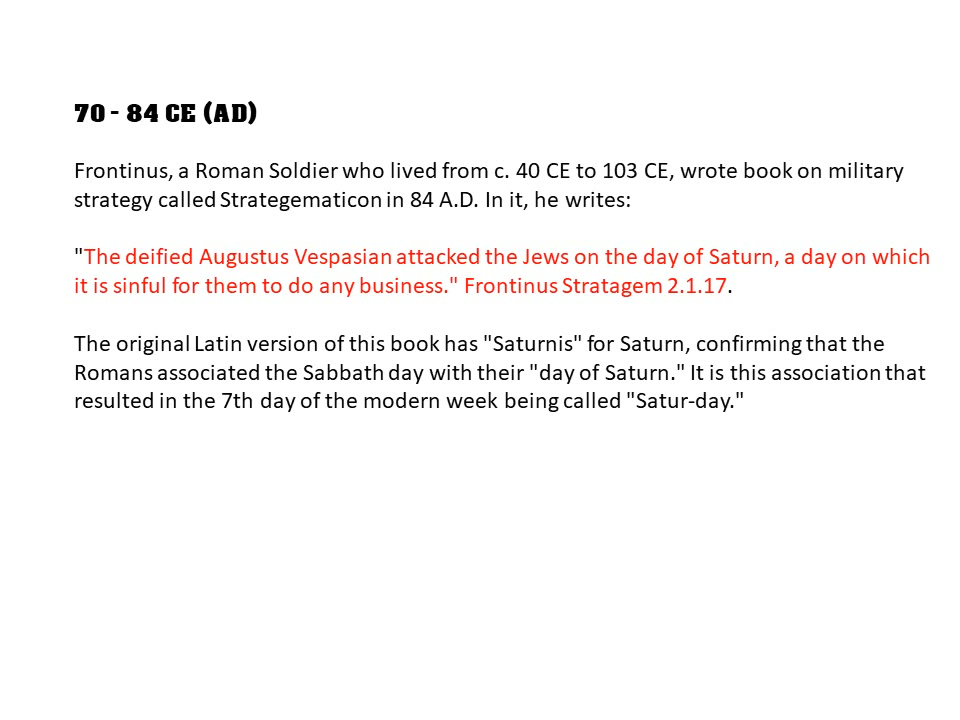 70 - 84 CE (AD)
Frontinus, a Roman Soldier who lived from c. 40 CE to 103 CE, wrote book on military
strategy called Strategematicon in 84 A.D. In it, he writes:
"The deified Augustus Vespasian attacked the Jews on the day of Saturn, a day on which
it is sinful for them to do any business." Frontinus Stratagem 2.1.17.
The original Latin version of this book has "Saturnis" for Saturn, confirming that the
Romans associated the Sabbath day with their "day of Saturn." It is this association that
resulted in the 7th day of the modern week being called "Satur-day."